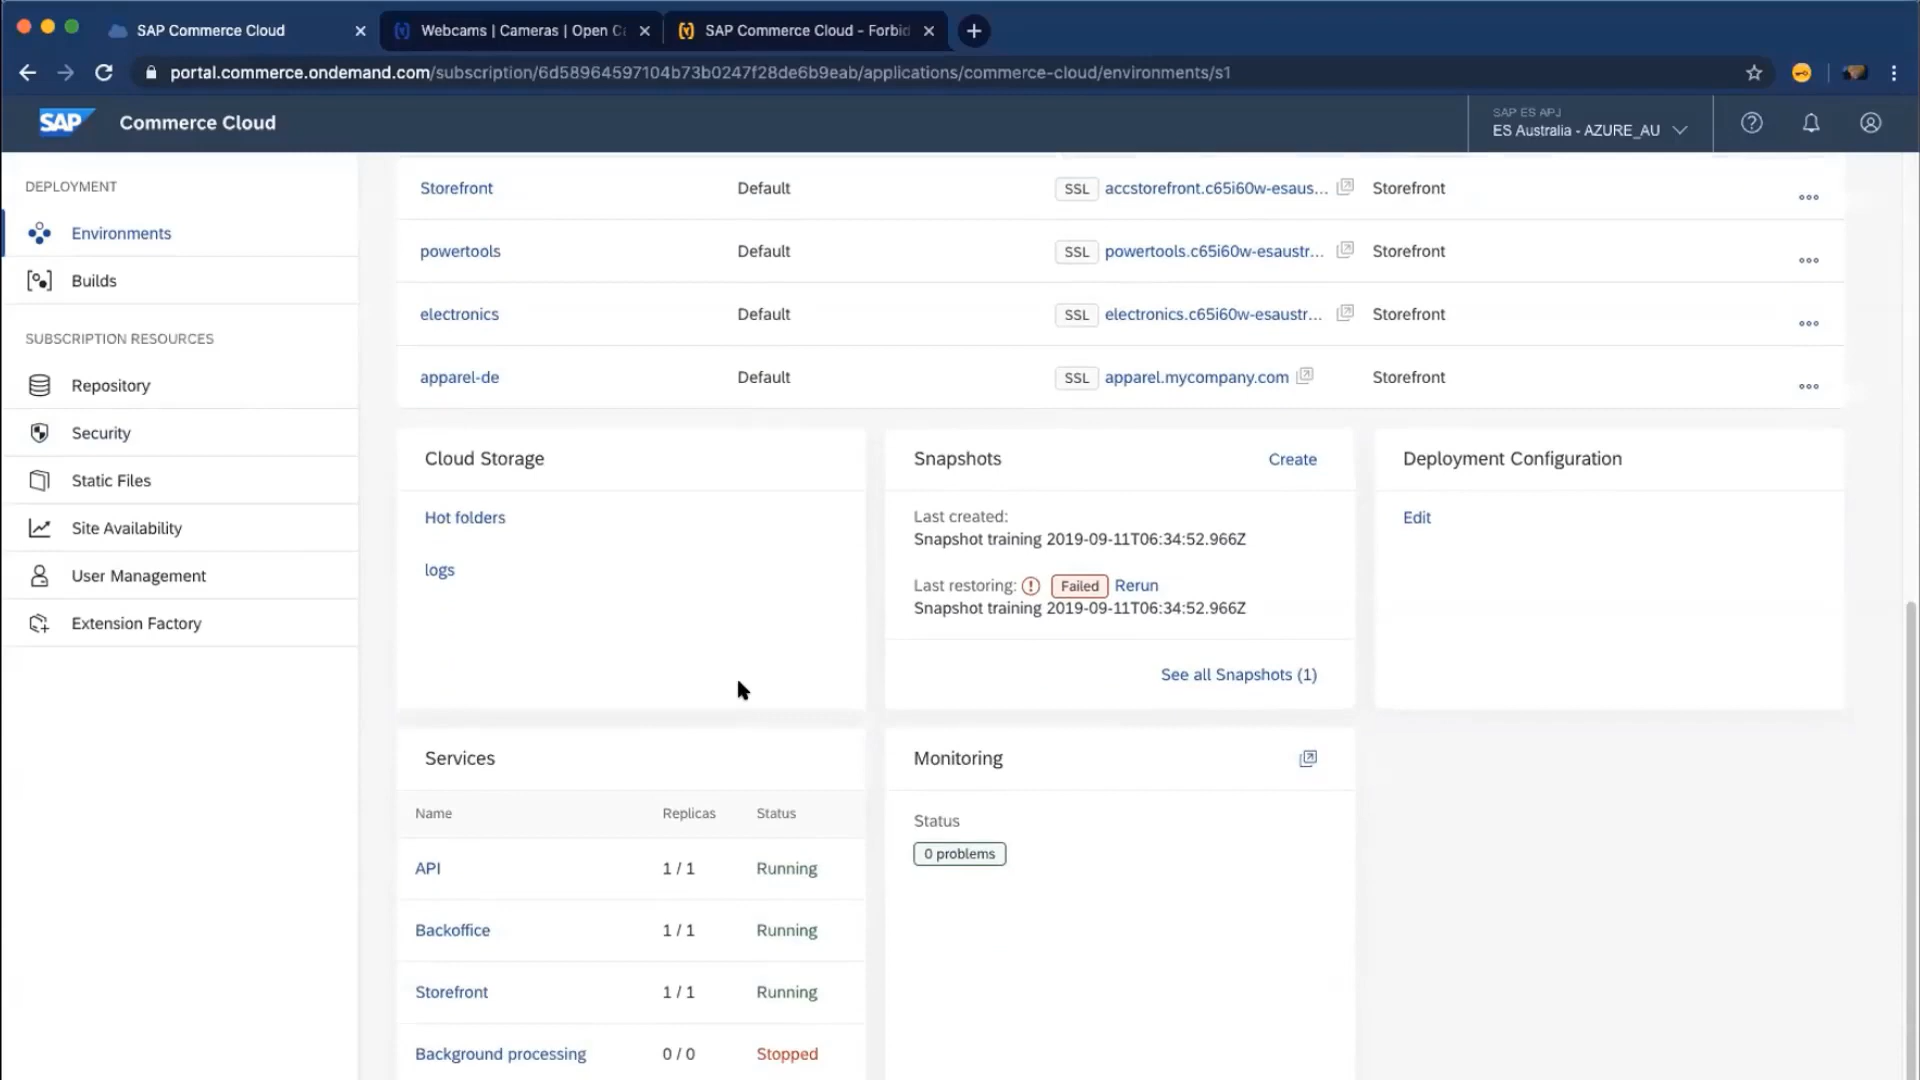 SAP Commerce Cloud
Webcams | Cameras | Open C
SAP Commerce Cloud - Forbid
portal.commerce.ondemand.com/subscription/6d58964597104b73b0247f28de6b9eab/applications/commerce-cloud/environments/s1
SAP Commerce Cloud
SAP ES APJ
ES Australia - AZURE_AU
DEPLOYMENT
Environments
Builds
SUBSCRIPTION RESOURCES
Repository
Security
Static Files
Site Availability
User Management
Extension Factory
Storefront Default SSL accstorefront.c65i60w-esaus... Storefront
powertools Default SSL powertools.c65i60w-esaustr... Storefront
electronics Default SSL electronics.c65i60w-esaustr... Storefront
apparel-de Default SSL apparel.mycompany.com Storefront
Cloud Storage
Hot folders
logs
Snapshots Create
Last created:
Snapshot training 2019-09-11T06:34:52.966Z
Last restoring: Failed Rerun
Snapshot training 2019-09-11T06:34:52.966Z
See all Snapshots (1)
Deployment Configuration
Edit
Services
Name Replicas Status
API 1 / 1 Running
Backoffice 1 / 1 Running
Storefront 1 / 1 Running
Background processing 0 / 0 Stopped
Monitoring
Status
0 problems